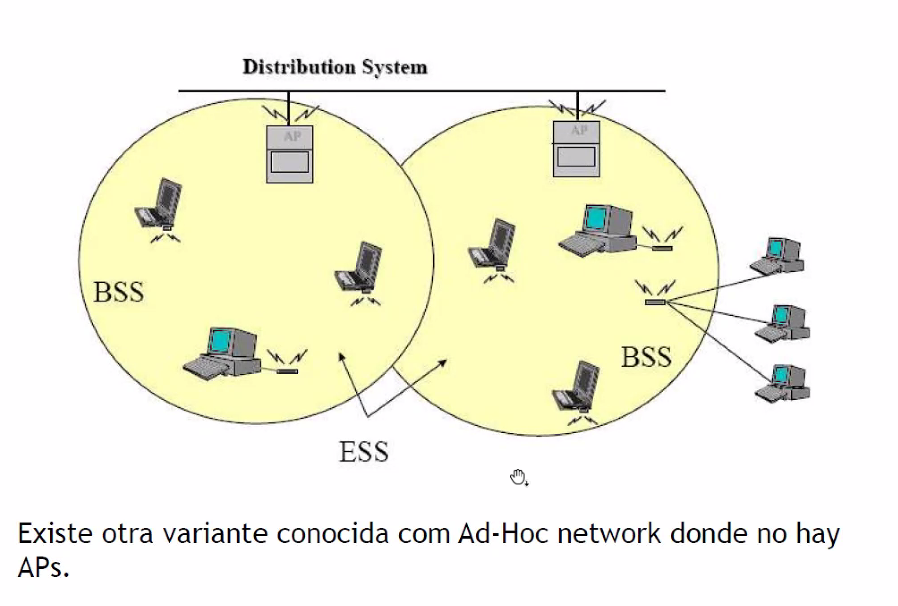 Distribution System
AP
AP
BSS
BSS
ESS
Existe otra variante conocida com Ad-Hoc network donde no hay
APs.